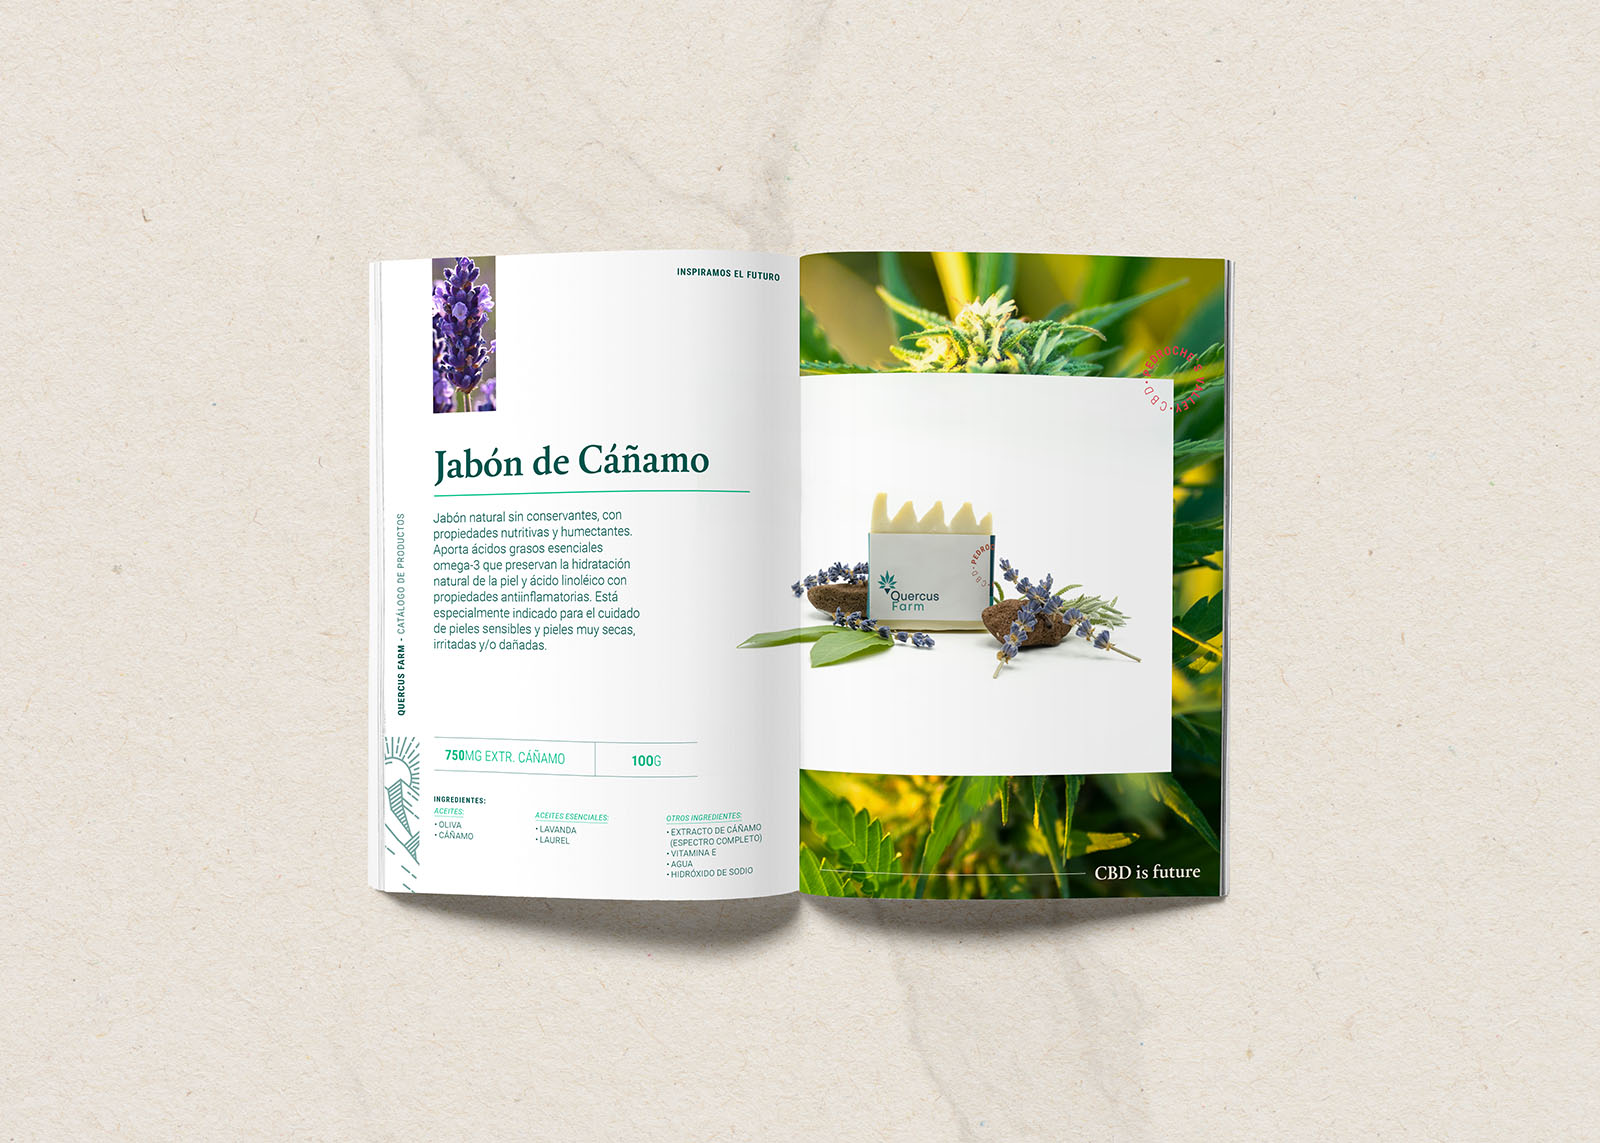 INSPIRAMOS EL FUTURO
Jabón de Cáñamo
Jabón natural sin conservantes, con
propiedades nutritivas y humectantes.
Aporta ácidos grasos esenciales
omega-3 que preservan la hidratación
natural de la piel y ácido linoléico con
propiedades antiinflamatorias. Está
especialmente indicado para el cuidado
de pieles sensibles y pieles muy secas,
irritadas y/o dañadas.
QUERCUS FARM - CATÁLOGO DE PRODUCTOS
750MG EXTR. CÁÑAMO
100G
INGREDIENTES:
ACEITES:
• OLIVA
• CÁÑAMO
ACEITES ESENCIALES:
• LAVANDA
• LAUREL
OTROS INGREDIENTES:
• EXTRACTO DE CÁÑAMO
(ESPECTRO COMPLETO)
• VITAMINA E
• AGUA
• HIDRÓXIDO DE SODIO
CBD · PEDROCHE'S VALLEY ·
CBD · PEDRO
Quercus
Farm
CBD is future